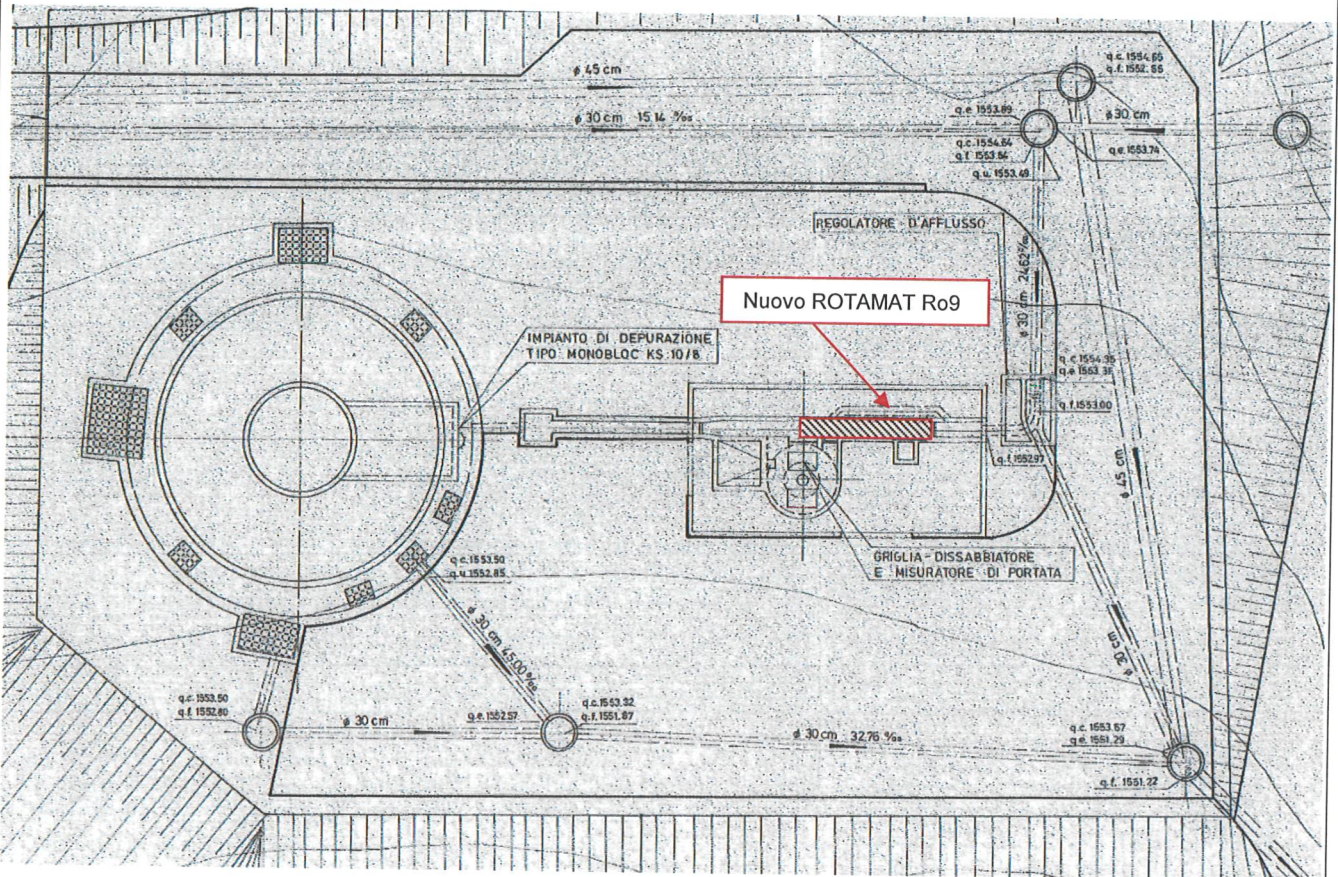 ø 45 cm
q.c. 1554.65
q.f. 1552.55
ø 30 cm 15.14 ‰
q.e. 1553.89
ø 30 cm
q.c. 1554.64
q.f. 1553.54
q.e. 1553.74
q.u. 1553.49
REGOLATORE D'AFFLUSSO
ø 30 cm 24.62 ‰
Nuovo ROTAMAT Ro9
IMPIANTO DI DEPURAZIONE
TIPO MONOBLOC KS 10/8
q.c. 1554.35
q.e. 1553.31
q.f. 1553.00
q.f. 1552.97
ø 45 cm
GRIGLIA - DISSABBIATORE
E MISURATORE DI PORTATA
q.c. 1553.50
q.u. 1552.85
ø 30 cm 45.00 ‰
ø 30 cm
q.c. 1553.50
q.f. 1552.80
ø 30 cm
q.e. 1552.57
q.c. 1553.32
q.f. 1551.87
ø 30 cm 32.76 ‰
q.c. 1553.57
q.e. 1551.29
q.f. 1551.22